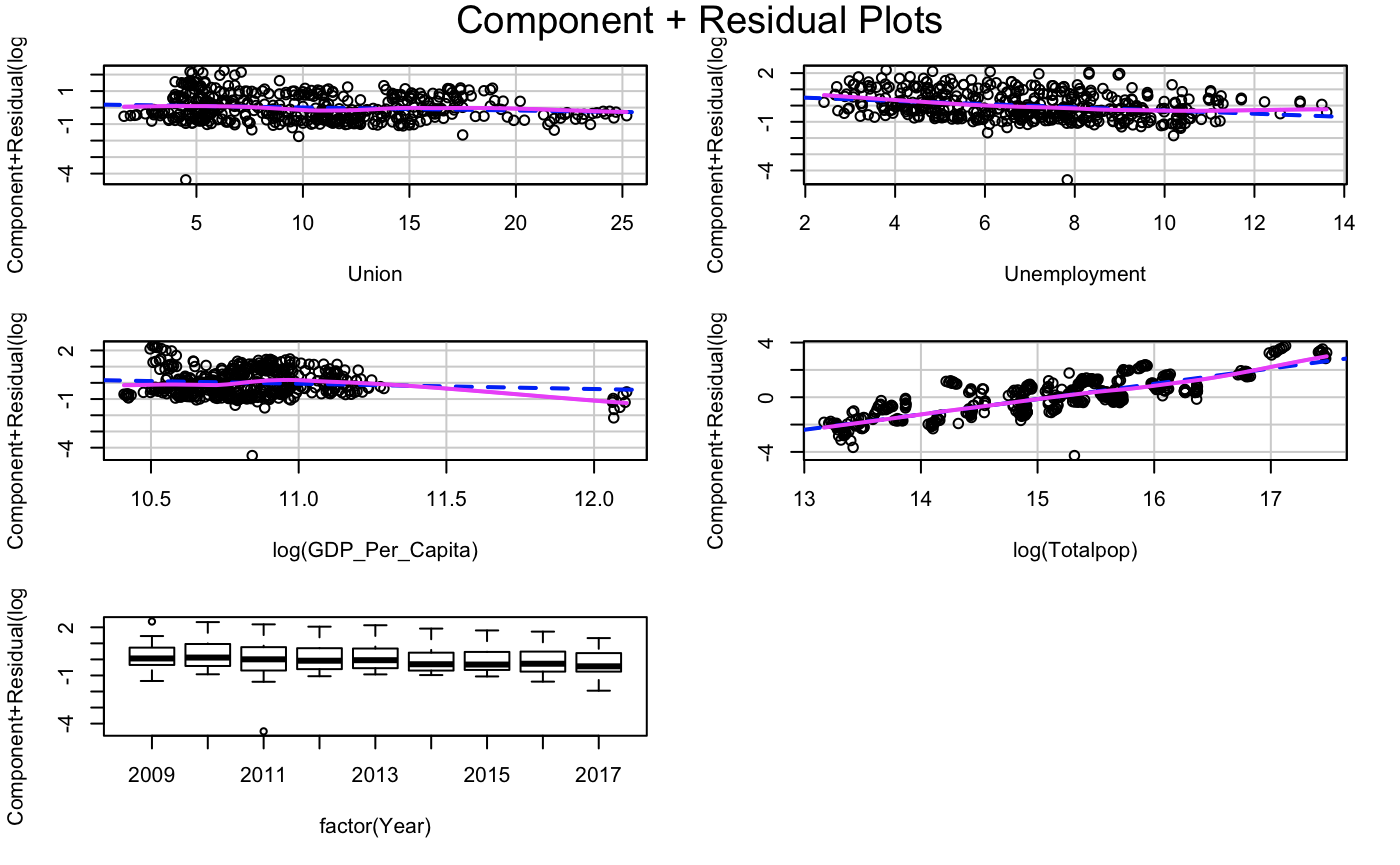 Component + Residual Plots
Component+Residual(log
1
-1
-4
5 10 15 20 25
Union
Component+Residual(log
2
-1
-4
2 4 6 8 10 12 14
Unemployment
Component+Residual(log
2
-1
-4
10.5 11.0 11.5 12.0
log(GDP_Per_Capita)
Component+Residual(log
4
0
-4
13 14 15 16 17
log(Totalpop)
Component+Residual(log
2
-1
-4
2009 2011 2013 2015 2017
factor(Year)